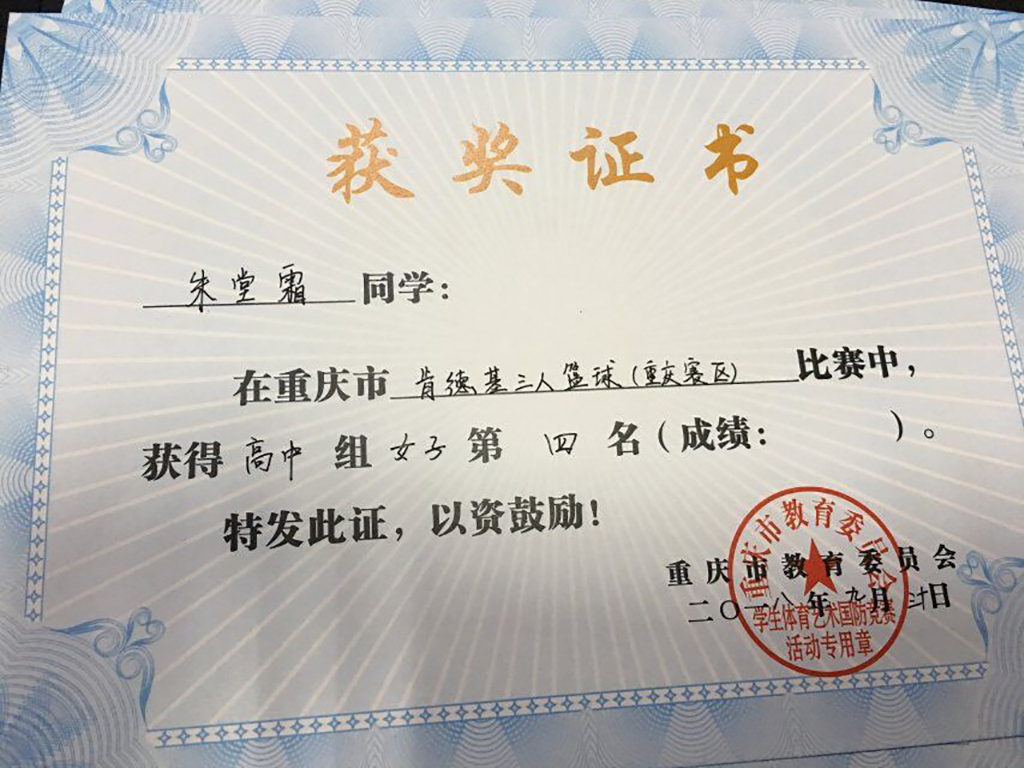 获奖证书
朱堂霜 同学：
在重庆市 肯德基三人篮球（重庆赛区） 比赛中，
获得 高中 组 女子 第 四 名（成绩： ）。
特发此证，以资鼓励！
重庆市教育委员会
二〇一八年九月 日
重庆市教育委员会
学生体育艺术国防竞赛
活动专用章